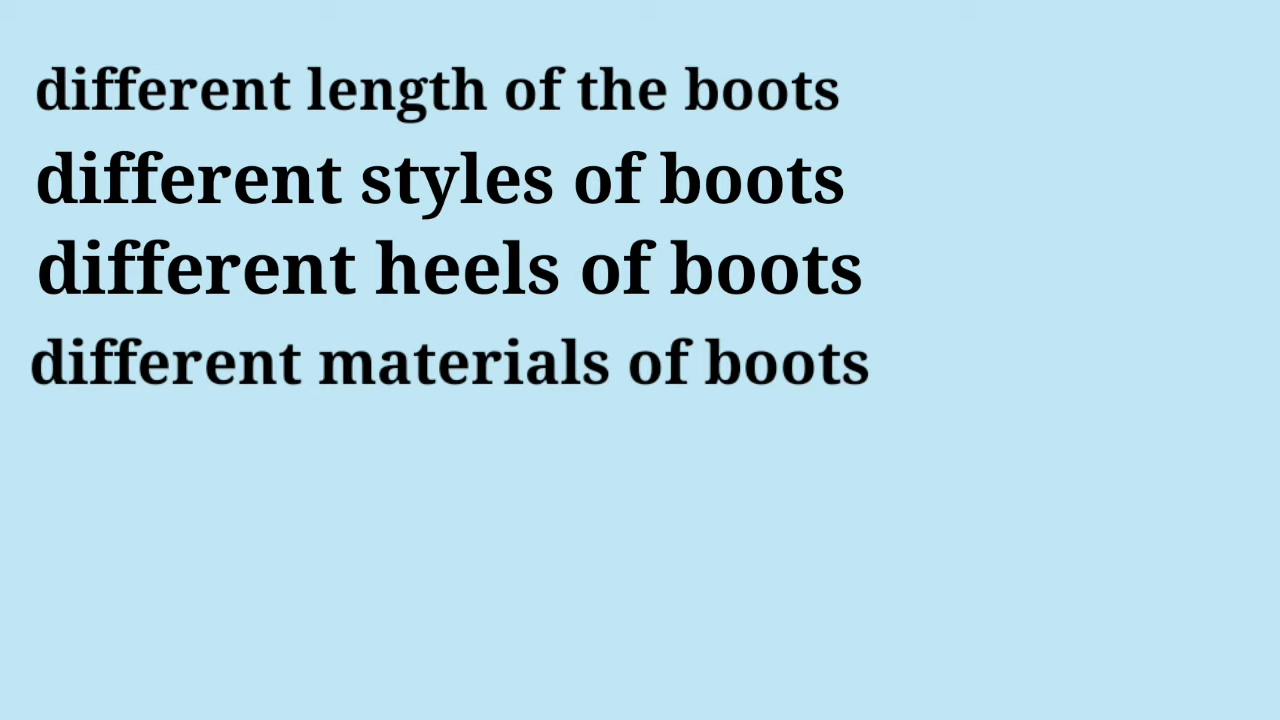 different length of the boots
different styles of boots
different heels of boots
different materials of boots